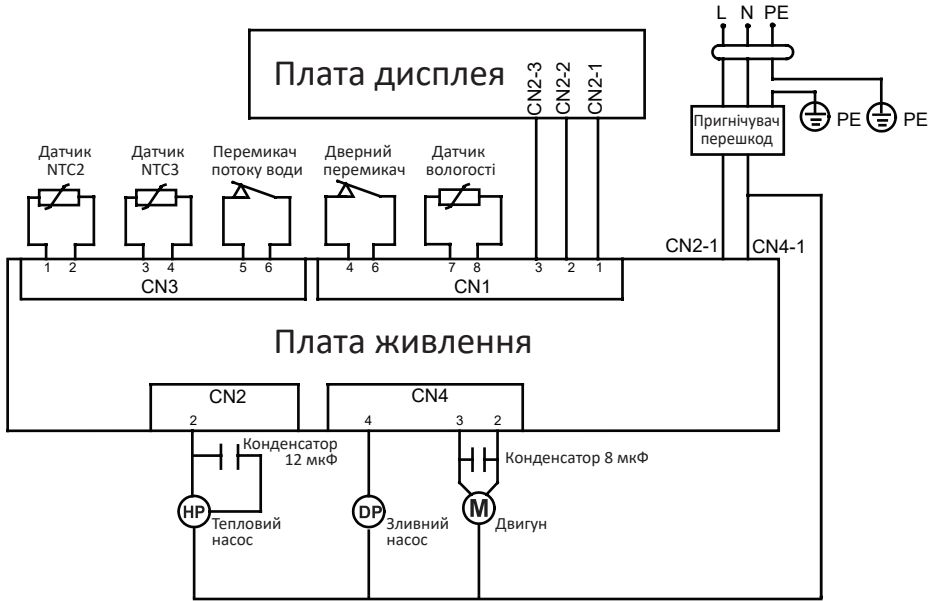 L N PE
Плата дисплея
CN2-3
CN2-2
CN2-1
Пригнічувач
перешкод
PE
PE
Датчик
NTC2
Датчик
NTC3
Перемикач
потоку води
Дверний
перемикач
Датчик
вологості
CN2-1
CN4-1
1 2 3 4 5 6
4 6 7 8 3 2 1
CN3
CN1
Плата живлення
CN2
2
CN4
4 3 2
Конденсатор
12 мкФ
Конденсатор 8 мкФ
HP
Тепловий
насос
DP
Зливний
насос
M
Двигун